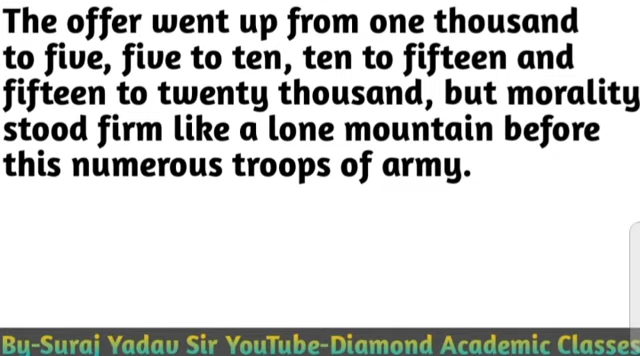 The offer went up from one thousand
to five, five to ten, ten to fifteen and
fifteen to twenty thousand, but morality
stood firm like a lone mountain before
this numerous troops of army.
By-Suraj Yadav Sir YouTube-Diamond Academic Classes